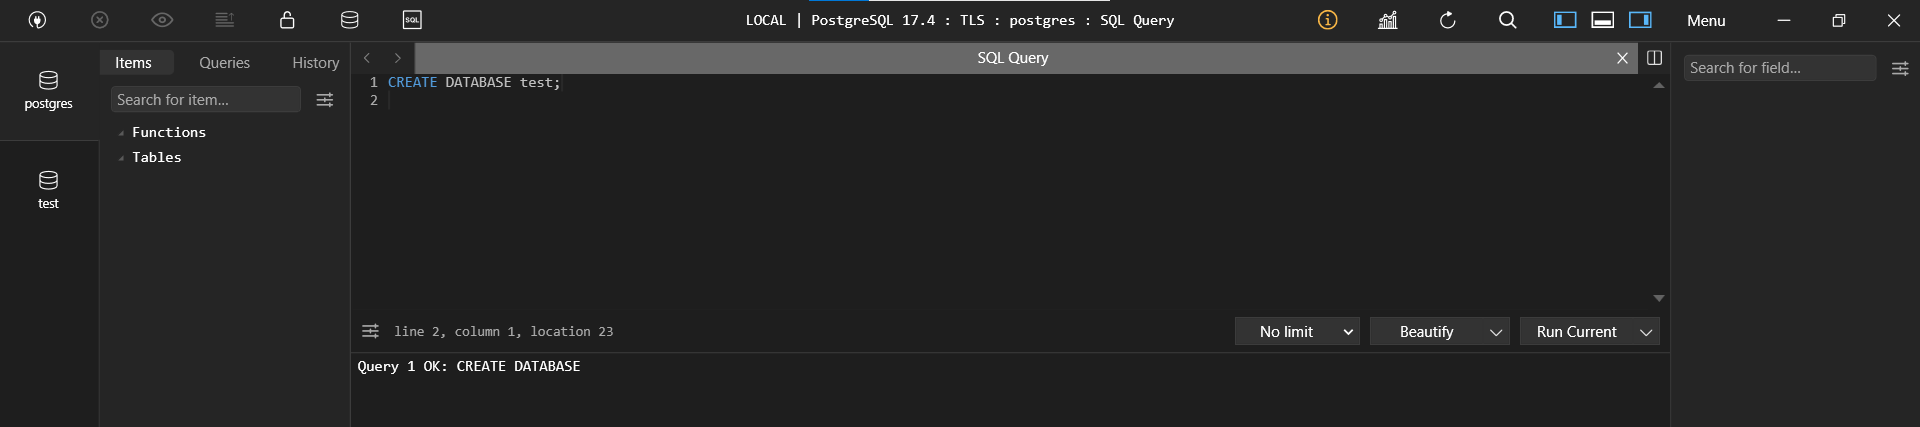 SQL
LOCAL | PostgreSQL 17.4 : TLS : postgres : SQL Query
Menu
postgres
test
Items Queries History
Search for item...
Functions
Tables
SQL Query
1 CREATE DATABASE test;
2
line 2, column 1, location 23
No limit
Beautify
Run Current
Query 1 OK: CREATE DATABASE
Search for field...